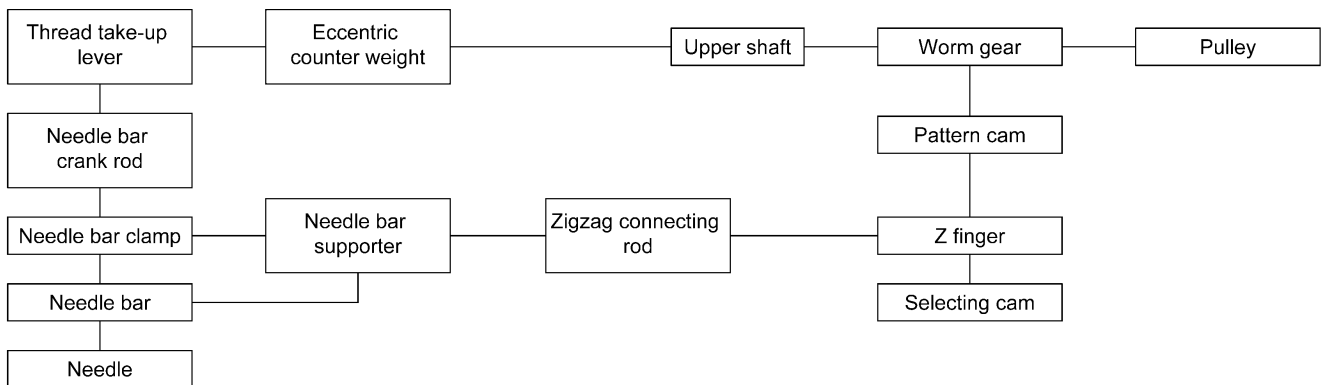 Thread take-up
lever
Eccentric
counter weight
Upper shaft
Worm gear
Pulley
Needle bar
crank rod
Pattern cam
Needle bar clamp
Needle bar
supporter
Zigzag connecting
rod
Z finger
Needle bar
Selecting cam
Needle